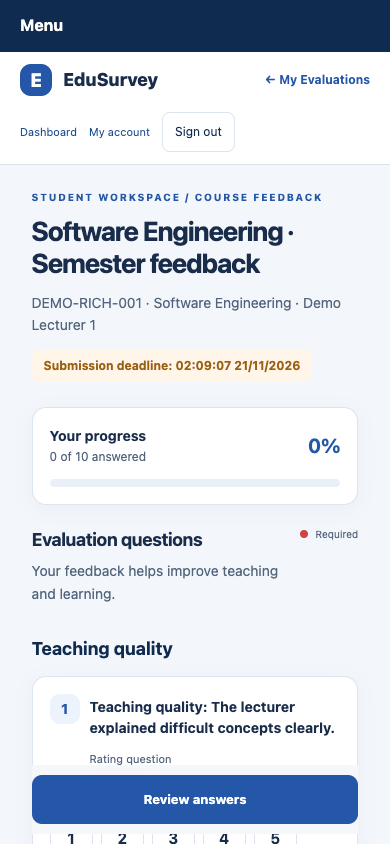 Menu
E EduSurvey
← My Evaluations
Dashboard My account Sign out
STUDENT WORKSPACE / COURSE FEEDBACK
Software Engineering ·
Semester feedback
DEMO-RICH-001 · Software Engineering · Demo
Lecturer 1
Submission deadline: 02:09:07 21/11/2026
Your progress
0 of 10 answered
0%
Evaluation questions
Required
Your feedback helps improve teaching
and learning.
Teaching quality
1 Teaching quality: The lecturer
explained difficult concepts clearly.
Rating question
Review answers
1 2 3 4 5